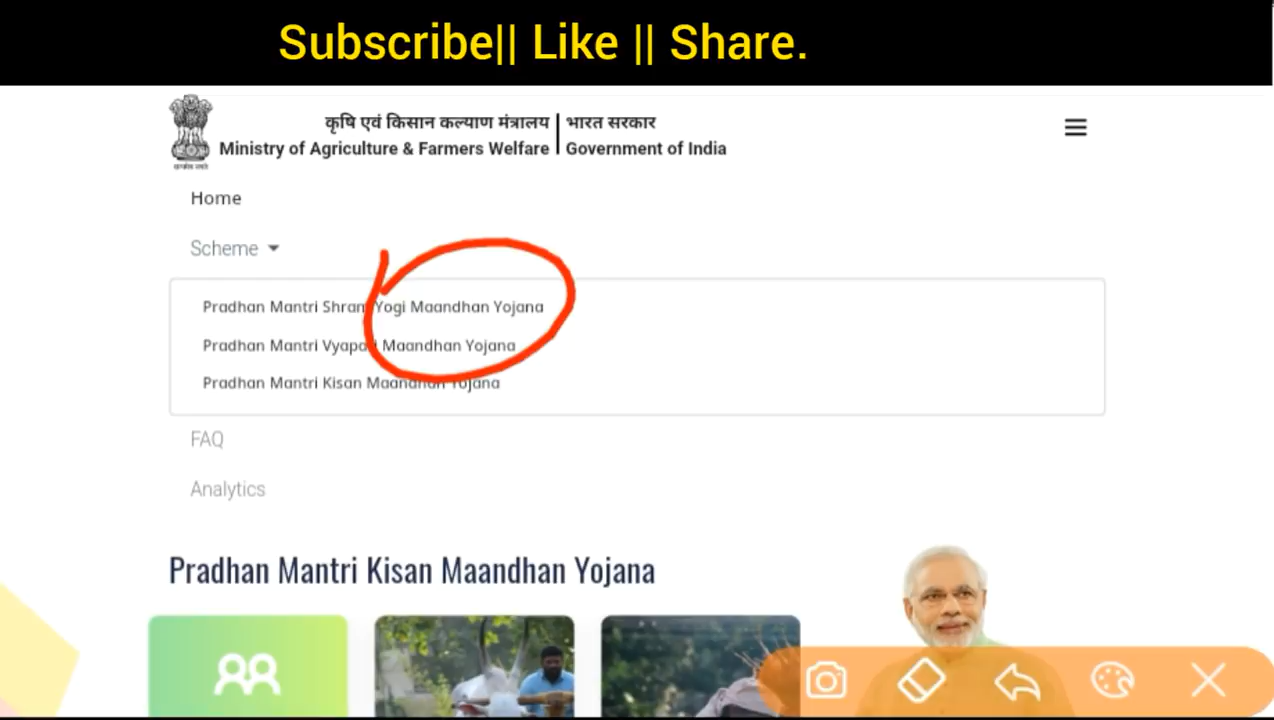 Subscribe|| Like || Share.
कृषि एवं किसान कल्याण मंत्रालय | भारत सरकार
Ministry of Agriculture & Farmers Welfare | Government of India
Home
Scheme
Pradhan Mantri Shram Yogi Maandhan Yojana
Pradhan Mantri Vyapari Maandhan Yojana
Pradhan Mantri Kisan Maandhan Yojana
FAQ
Analytics
Pradhan Mantri Kisan Maandhan Yojana